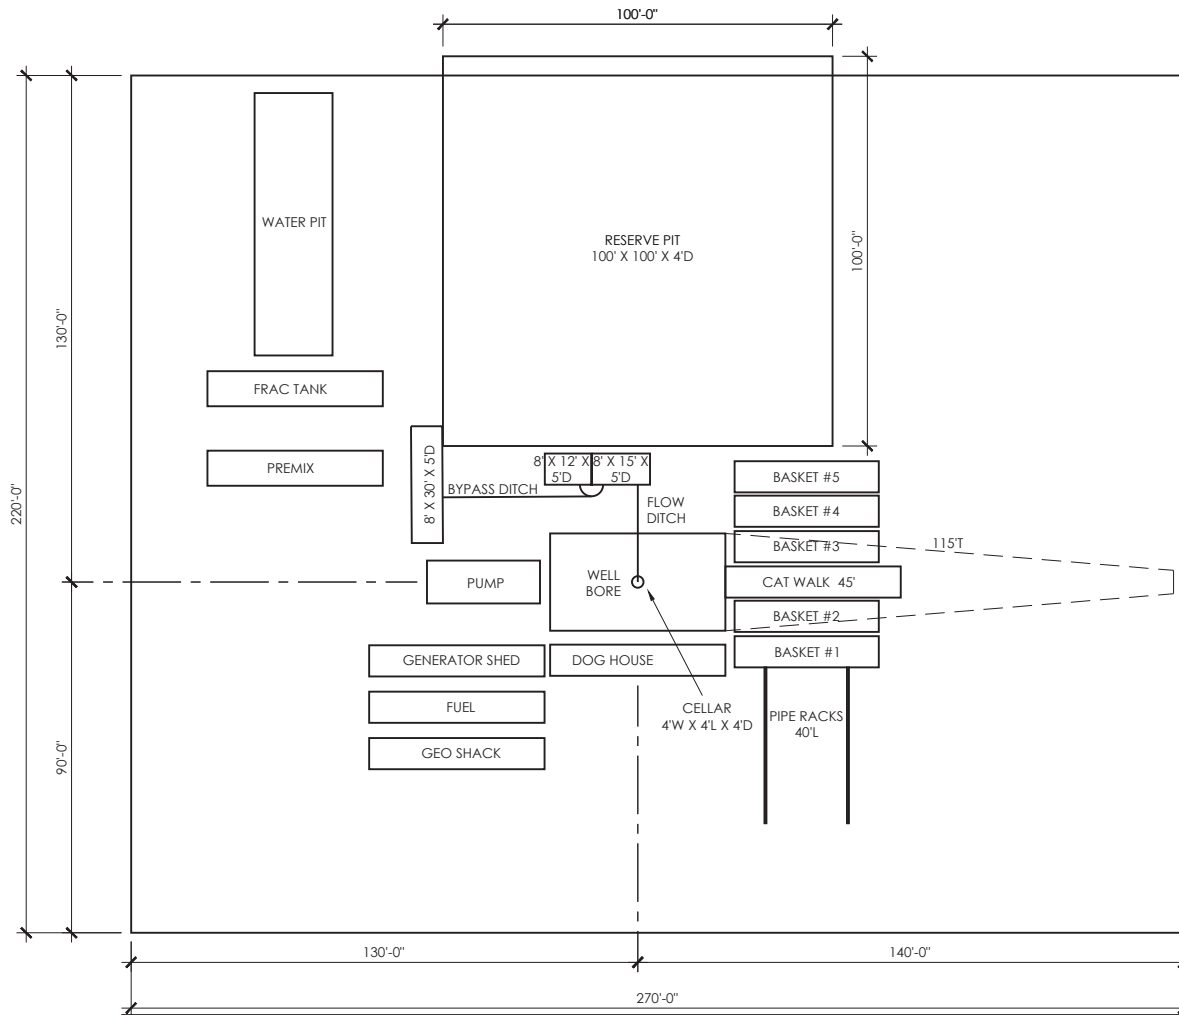 100'-0"
WATER PIT
RESERVE PIT
100' X 100' X 4'D
100'-0"
130'-0"
220'-0"
FRAC TANK
PREMIX
8' X 30' X 5'D
8' X 12' X
5'D
8' X 15' X
5'D
BYPASS DITCH
FLOW
DITCH
BASKET #5
BASKET #4
BASKET #3
115'T
PUMP
WELL
BORE
CAT WALK 45'
BASKET #2
BASKET #1
GENERATOR SHED
DOG HOUSE
FUEL
CELLAR
4'W X 4'L X 4'D
PIPE RACKS
40'L
GEO SHACK
90'-0"
130'-0"
140'-0"
270'-0"